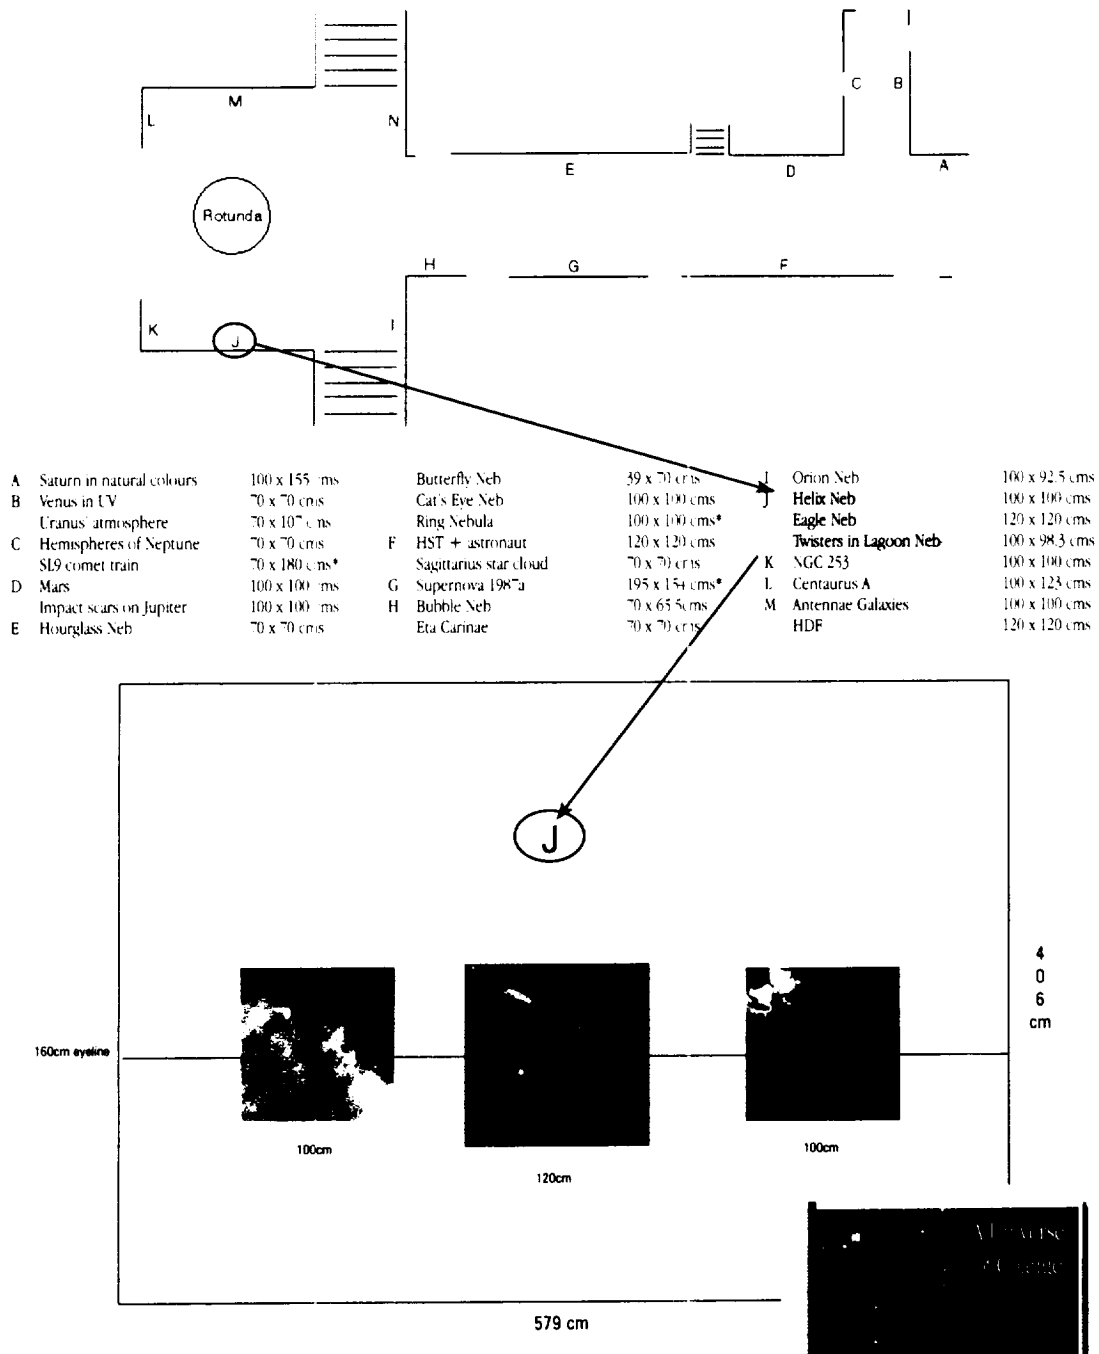 M
L
N
C
B
E
D
A
Rotunda
H
G
F
K
J
I
A Saturn in natural colours 100 x 155 cms
B Venus in UV 70 x 70 cms
Uranus' atmosphere 70 x 107 cms
C Hemispheres of Neptune 70 x 70 cms
SL9 comet train 70 x 180 cms*
D Mars 100 x 100 cms
Impact scars on Jupiter 100 x 100 cms
E Hourglass Neb 70 x 70 cms
Butterfly Neb 39 x 70 cms
Cat's Eye Neb 100 x 100 cms
Ring Nebula 100 x 100 cms*
F HST + astronaut 120 x 120 cms
Sagittarius star cloud 70 x 70 cms
G Supernova 1987a 195 x 154 cms*
H Bubble Neb 70 x 65.5cms
Eta Carinae 70 x 70 cms
I Orion Neb 100 x 92.5 cms
J Helix Neb 100 x 100 cms
Eagle Neb 120 x 120 cms
Twisters in Lagoon Neb 100 x 98.3 cms
K NGC 253 100 x 100 cms
L Centaurus A 100 x 123 cms
M Antennae Galaxies 100 x 100 cms
HDF 120 x 120 cms
J
406 cm
160cm eyeline
100cm
120cm
100cm
579 cm